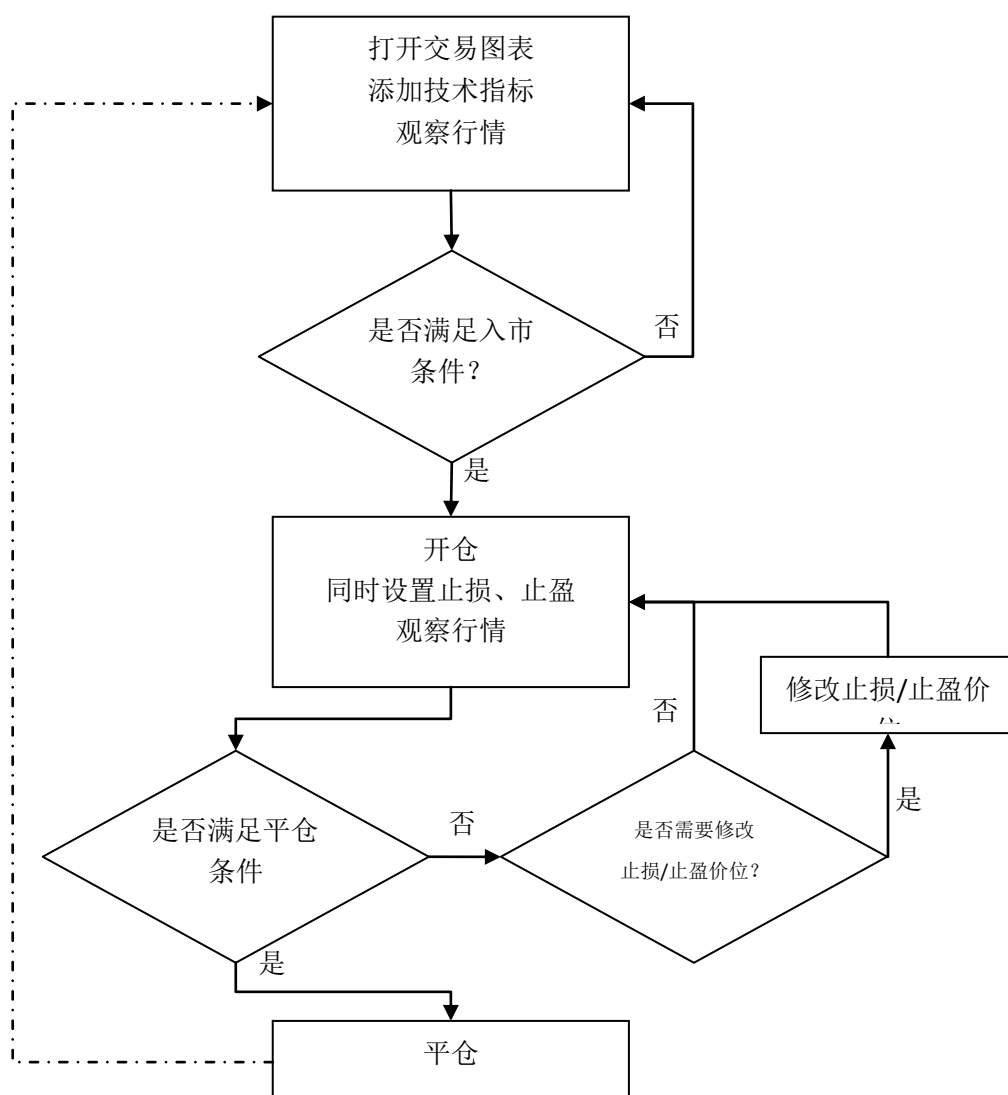 打开交易图表
添加技术指标
观察行情
是否满足入市
条件？
否
是
开仓
同时设置止损、止盈
观察行情
修改止损/止盈价
否
是
是否满足平仓
条件
否
是否需要修改
止损/止盈价位？
是
平仓